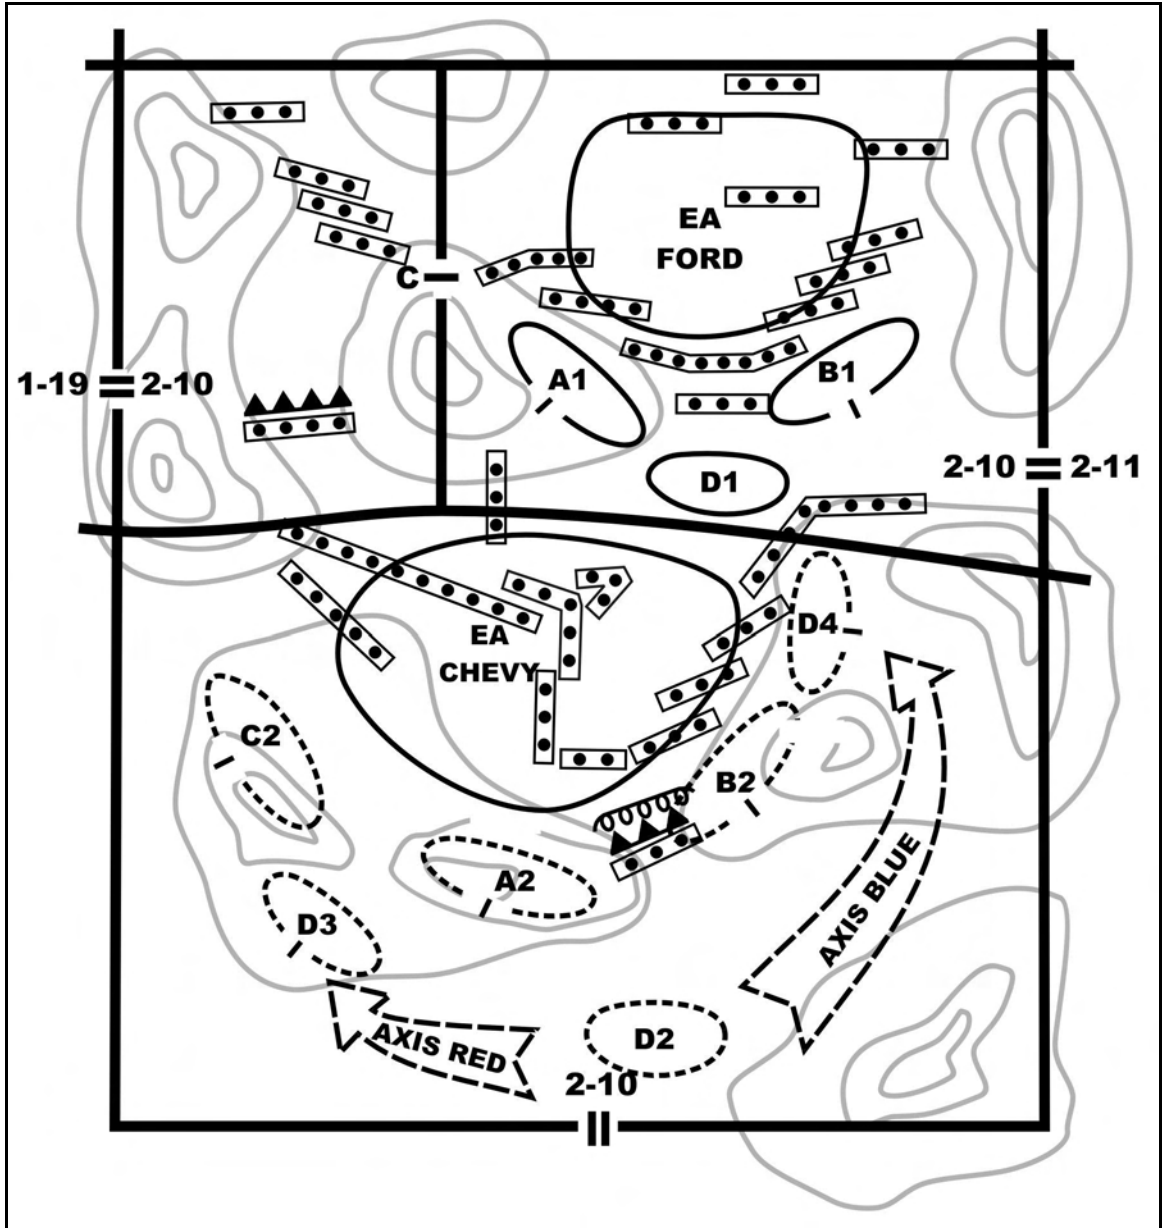 EA
FORD
C
A1
B1
1-19
2-10
2-10
2-11
D1
D4
EA
CHEVY
C2
B2
A2
D3
AXIS BLUE
AXIS RED
D2
2-10